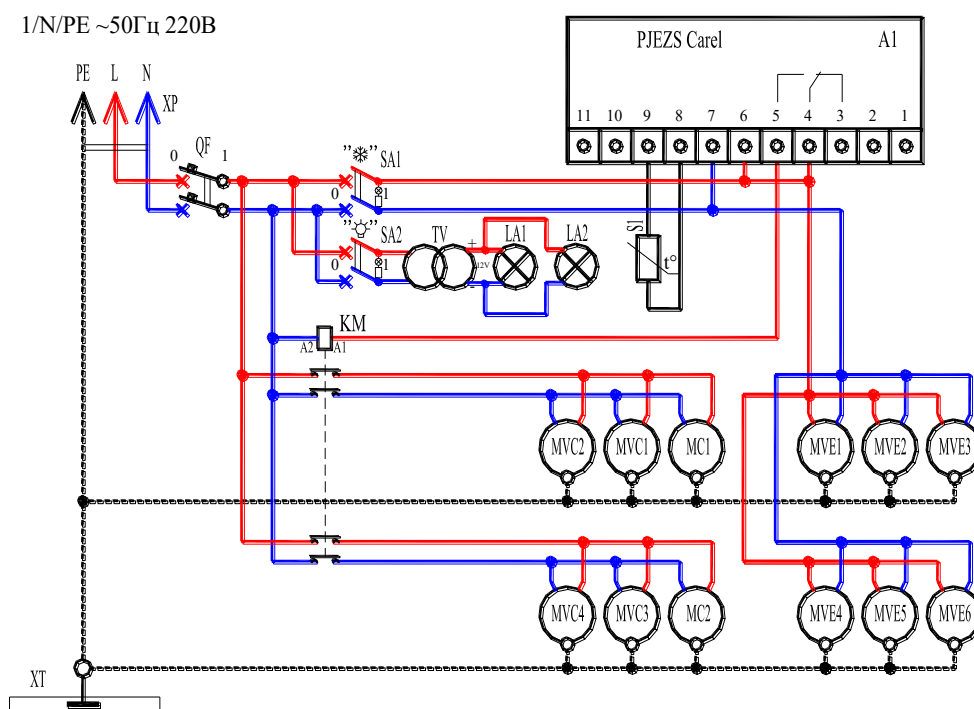 1/N/PE ~50Гц 220В
PJEZS Carel A1
PE L N
XP
11 10 9 8 7 6 5 4 3 2 1
0 QF 1
"❄" SA1
0 1
"💡" SA2
0 1
TV
+ 12V -
LA1 LA2
S1
t°
KM
A2 A1
MVC2 MVC1 MC1 MVE1 MVE2 MVE3
MVC4 MVC3 MC2 MVE4 MVE5 MVE6
XT